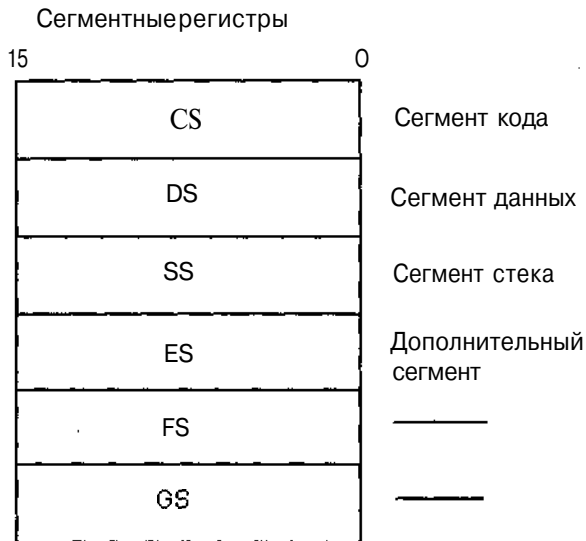 Сегментныерегистры
15 0
CS Сегмент кода
DS Сегмент данных
SS Сегмент стека
ES Дополнительный
сегмент
FS
GS